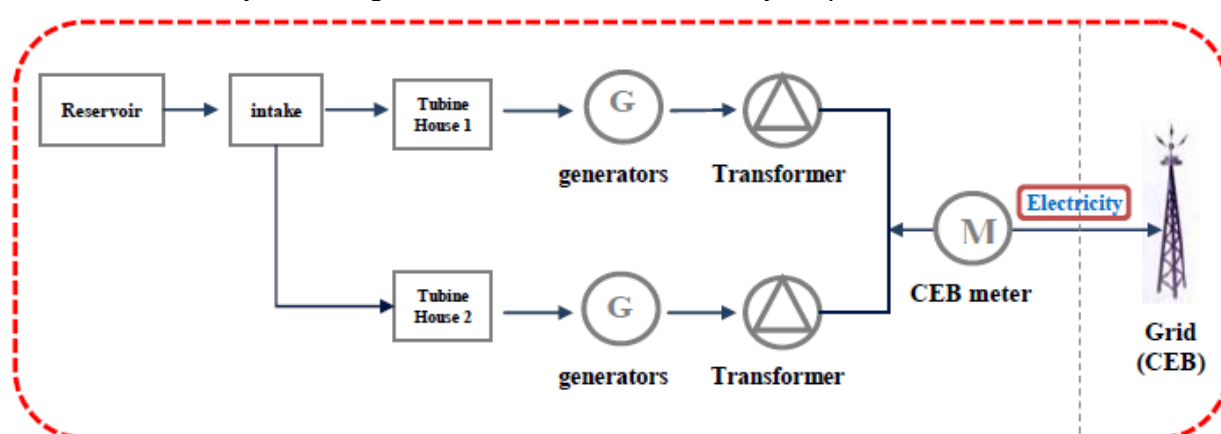 Reservoir
intake
Tubine
House 1
G
generators
Transformer
Tubine
House 2
G
generators
Transformer
M
CEB meter
Electricity
Grid
(CEB)